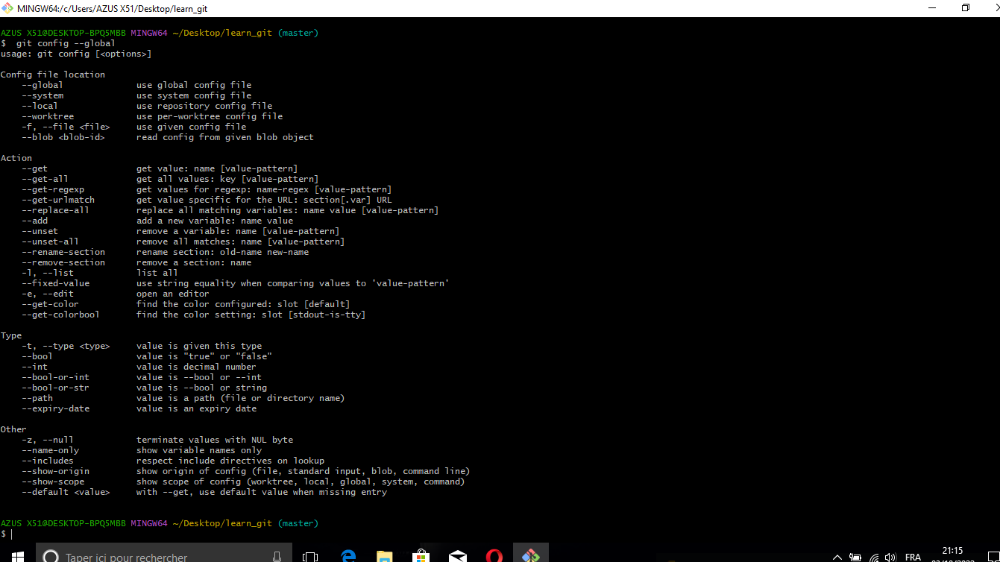 MINGW64:/c/Users/AZUS X51/Desktop/learn_git
AZUS X51@DESKTOP-BPQ5MBB MINGW64 ~/Desktop/learn_git (master)
$  git config --global
usage: git config [<options>]
Config file location
    --global              use global config file
    --system              use system config file
    --local               use repository config file
    --worktree            use per-worktree config file
    -f, --file <file>     use given config file
    --blob <blob-id>      read config from given blob object
Action
    --get                 get value: name [value-pattern]
    --get-all             get all values: key [value-pattern]
    --get-regexp          get values for regexp: name-regex [value-pattern]
    --get-urlmatch        get value specific for the URL: section[.var] URL
    --replace-all         replace all matching variables: name value [value-pattern]
    --add                 add a new variable: name value
    --unset               remove a variable: name [value-pattern]
    --unset-all           remove all matches: name [value-pattern]
    --rename-section      rename section: old-name new-name
    --remove-section      remove a section: name
    -l, --list            list all
    --fixed-value         use string equality when comparing values to 'value-pattern'
    -e, --edit            open an editor
    --get-color           find the color configured: slot [default]
    --get-colorbool       find the color setting: slot [stdout-is-tty]
Type
    -t, --type <type>     value is given this type
    --bool                value is "true" or "false"
    --int                 value is decimal number
    --bool-or-int         value is --bool or --int
    --bool-or-str         value is --bool or string
    --path                value is a path (file or directory name)
    --expiry-date         value is an expiry date
Other
    -z, --null            terminate values with NUL byte
    --name-only           show variable names only
    --includes            respect include directives on lookup
    --show-origin         show origin of config (file, standard input, blob, command line)
    --show-scope          show scope of config (worktree, local, global, system, command)
    --default <value>     with --get, use default value when missing entry
AZUS X51@DESKTOP-BPQ5MBB MINGW64 ~/Desktop/learn_git (master)
$
Taper ici pour rechercher
FRA
21:15